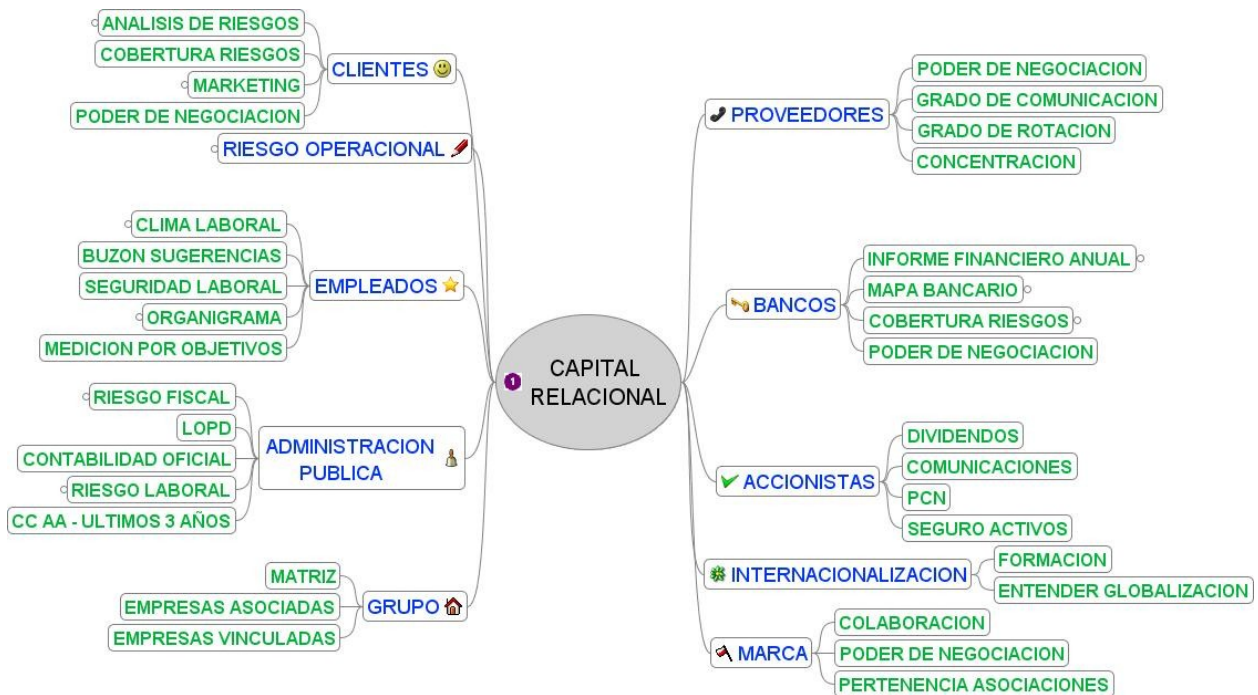 CAPITAL
RELACIONAL
1
CLIENTES
ANALISIS DE RIESGOS
COBERTURA RIESGOS
MARKETING
PODER DE NEGOCIACION
RIESGO OPERACIONAL
EMPLEADOS
CLIMA LABORAL
BUZON SUGERENCIAS
SEGURIDAD LABORAL
ORGANIGRAMA
MEDICION POR OBJETIVOS
ADMINISTRACION
PUBLICA
RIESGO FISCAL
LOPD
CONTABILIDAD OFICIAL
RIESGO LABORAL
CC AA - ULTIMOS 3 AÑOS
GRUPO
MATRIZ
EMPRESAS ASOCIADAS
EMPRESAS VINCULADAS
PROVEEDORES
PODER DE NEGOCIACION
GRADO DE COMUNICACION
GRADO DE ROTACION
CONCENTRACION
BANCOS
INFORME FINANCIERO ANUAL
MAPA BANCARIO
COBERTURA RIESGOS
PODER DE NEGOCIACION
ACCIONISTAS
DIVIDENDOS
COMUNICACIONES
PCN
SEGURO ACTIVOS
INTERNACIONALIZACION
FORMACION
ENTENDER GLOBALIZACION
MARCA
COLABORACION
PODER DE NEGOCIACION
PERTENENCIA ASOCIACIONES